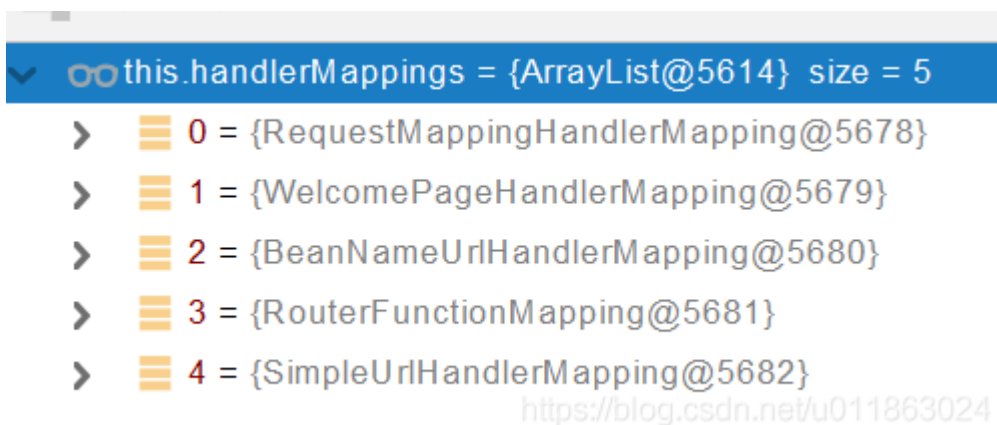 this.handlerMappings = {ArrayList@5614} size = 5
0 = {RequestMappingHandlerMapping@5678}
1 = {WelcomePageHandlerMapping@5679}
2 = {BeanNameUrlHandlerMapping@5680}
3 = {RouterFunctionMapping@5681}
4 = {SimpleUrlHandlerMapping@5682}
https://blog.csdn.net/u011863024